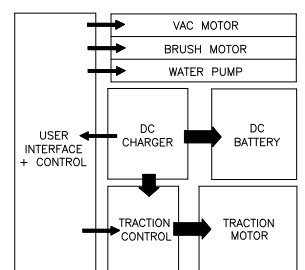 VAC MOTOR
BRUSH MOTOR
WATER PUMP
USER
INTERFACE
+ CONTROL
DC
CHARGER
DC
BATTERY
TRACTION
CONTROL
TRACTION
MOTOR